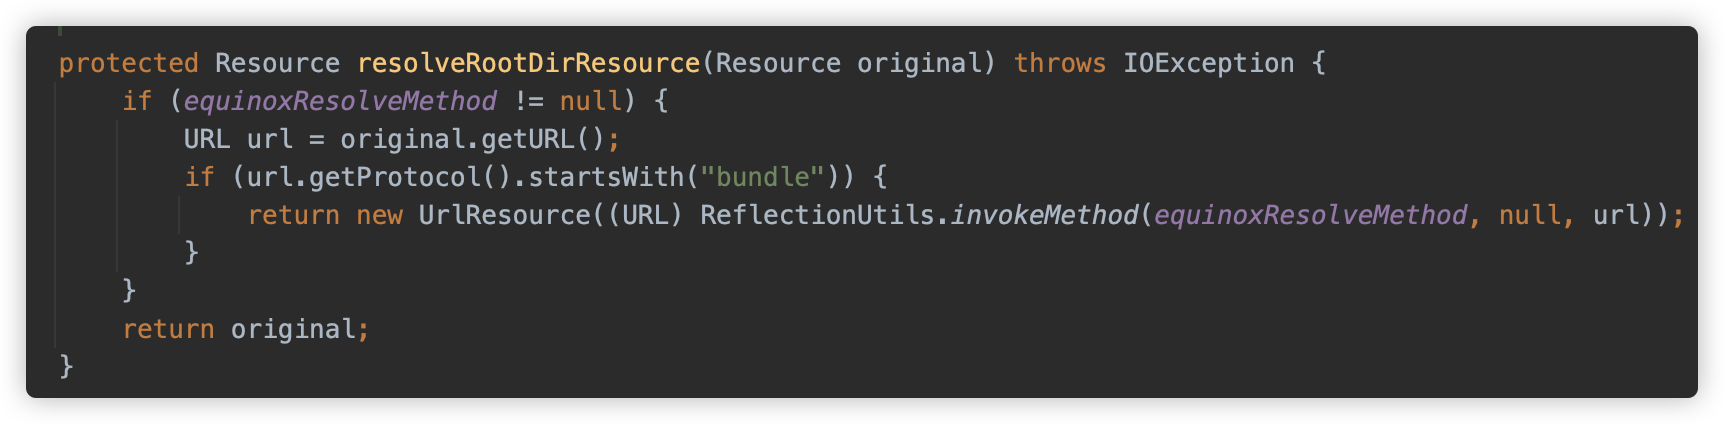 protected Resource resolveRootDirResource(Resource original) throws IOException {
    if (equinoxResolveMethod != null) {
        URL url = original.getURL();
        if (url.getProtocol().startsWith("bundle")) {
            return new UrlResource((URL) ReflectionUtils.invokeMethod(equinoxResolveMethod, null, url));
        }
    }
    return original;
}